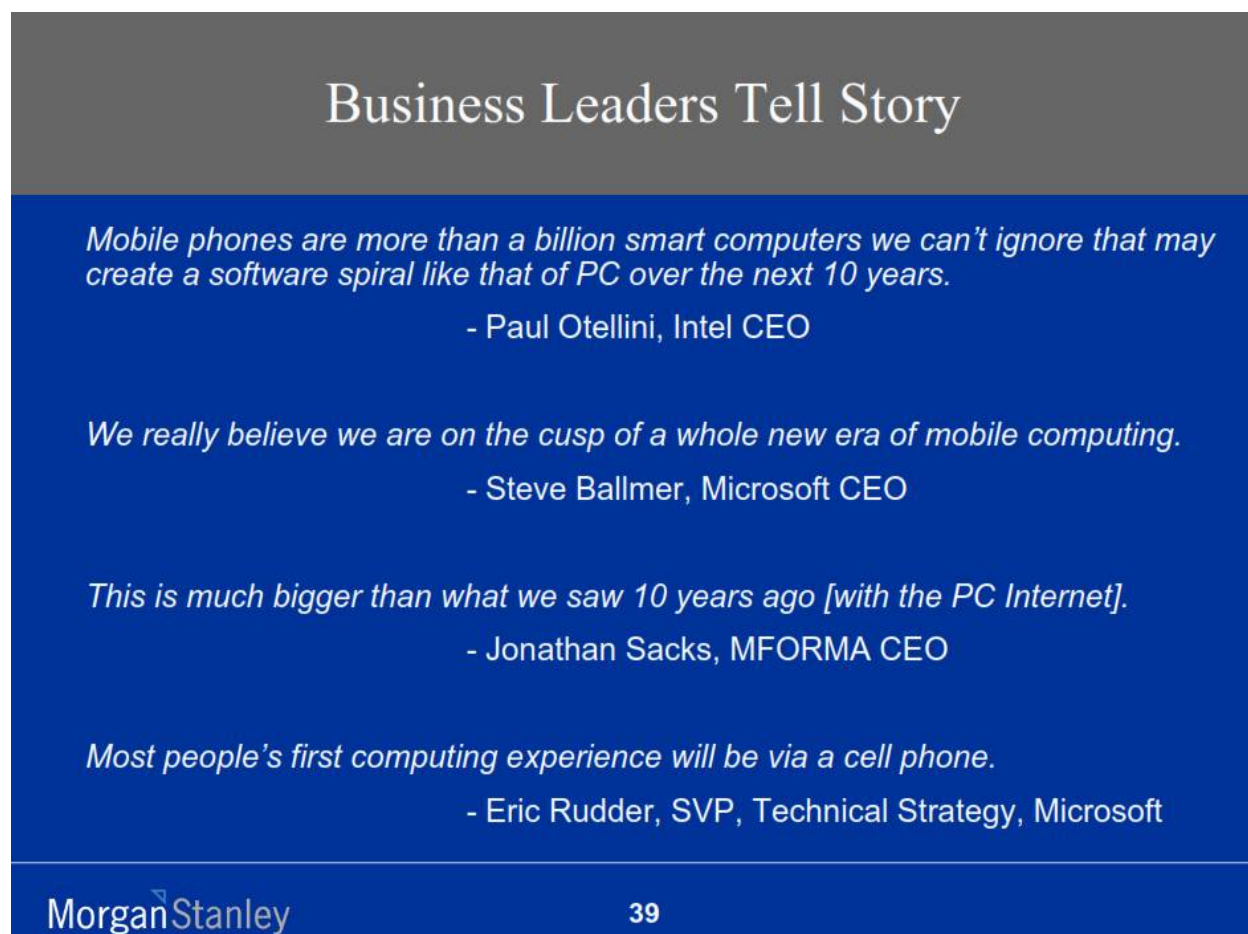 Business Leaders Tell Story
Mobile phones are more than a billion smart computers we can't ignore that may
create a software spiral like that of PC over the next 10 years.
- Paul Otellini, Intel CEO
We really believe we are on the cusp of a whole new era of mobile computing.
- Steve Ballmer, Microsoft CEO
This is much bigger than what we saw 10 years ago [with the PC Internet].
- Jonathan Sacks, MFORMA CEO
Most people's first computing experience will be via a cell phone.
- Eric Rudder, SVP, Technical Strategy, Microsoft
MorganStanley
39